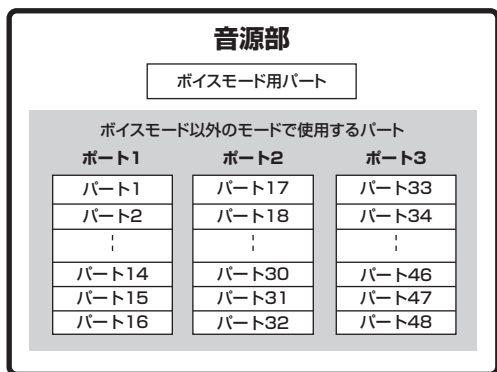 音源部
ボイスモード用パート
ボイスモード以外のモードで使用するパート
ポート1 ポート2 ポート3
パート1 パート17 パート33
パート2 パート18 パート34
パート14 パート30 パート46
パート15 パート31 パート47
パート16 パート32 パート48